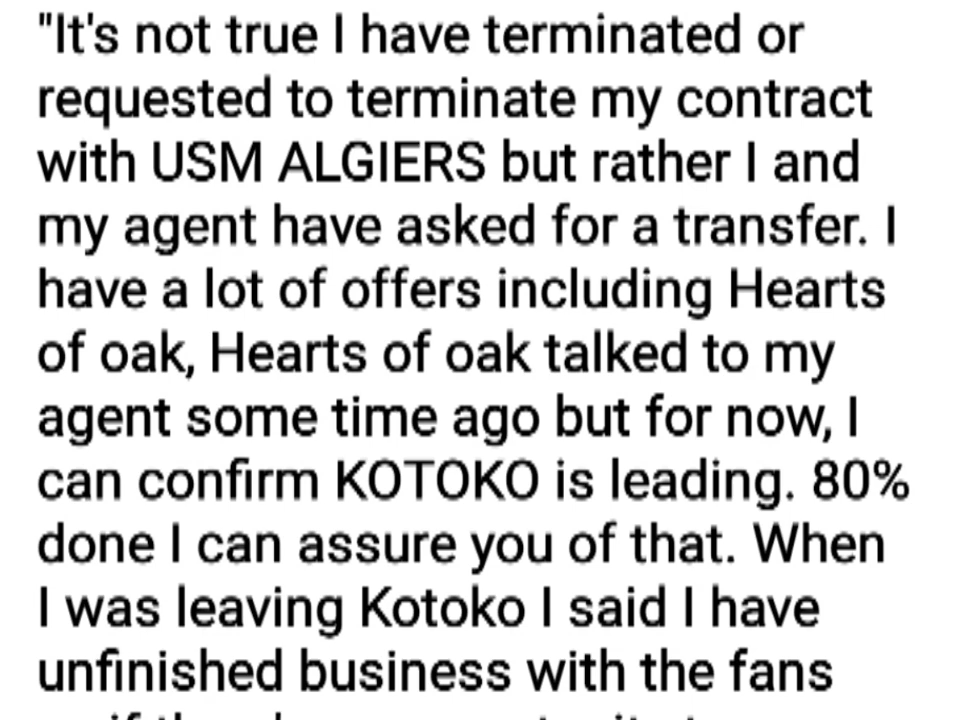 "It's not true I have terminated or
requested to terminate my contract
with USM ALGIERS but rather I and
my agent have asked for a transfer. I
have a lot of offers including Hearts
of oak, Hearts of oak talked to my
agent some time ago but for now, I
can confirm KOTOKO is leading. 80%
done I can assure you of that. When
I was leaving Kotoko I said I have
unfinished business with the fans